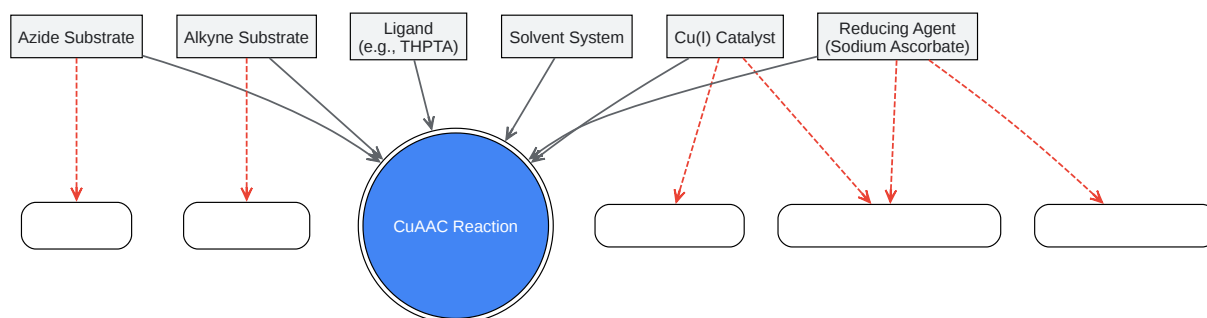 Azide Substrate
Alkyne Substrate
Ligand
(e.g., THPTA)
Solvent System
Cu(I) Catalyst
Reducing Agent
(Sodium Ascorbate)
CuAAC Reaction